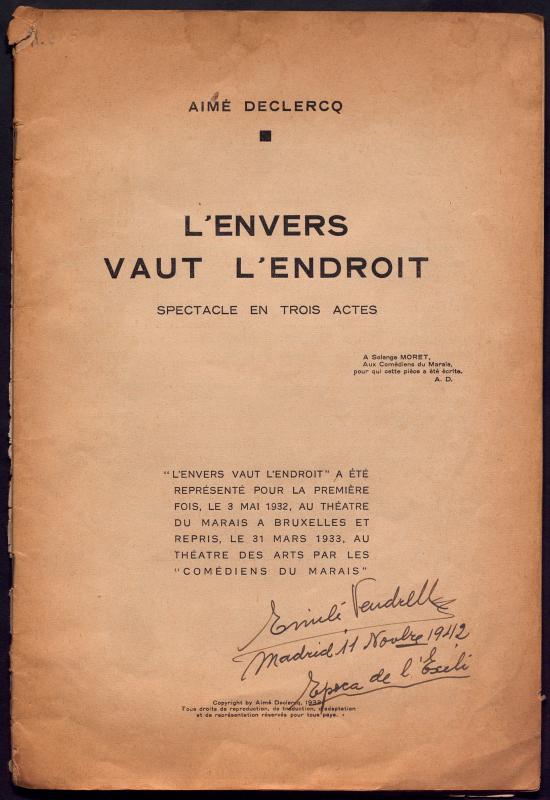 AIMÉ DECLERCQ
L'ENVERS
VAUT L'ENDROIT
SPECTACLE EN TROIS ACTES
A Solange MORET,
Aux Comédiens du Marais,
pour qui cette pièce a été écrite.
A. D.
"L'ENVERS VAUT L'ENDROIT" A ÉTÉ
REPRÉSENTÉ POUR LA PREMIÈRE
FOIS, LE 3 MAI 1932, AU THÉATRE
DU MARAIS A BRUXELLES ET
REPRIS, LE 31 MARS 1933, AU
THÉATRE DES ARTS PAR LES
"COMÉDIENS DU MARAIS"
Emili Vendrell
Madrid 11 Novbre 1942
Epoca de l'Exili
Copyright by Aimé Declercq,
Tous droits de reproduction, de traduction, d'adaptation
et de représentation réservés pour tous pays.